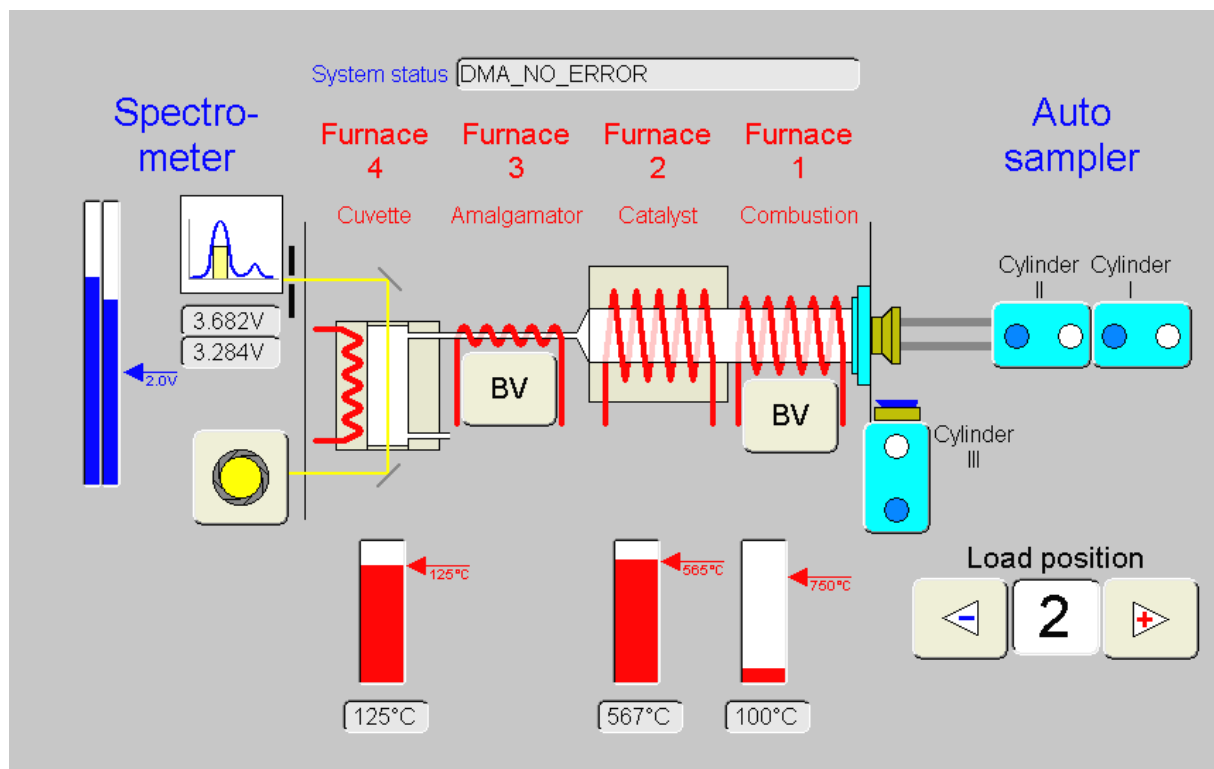 System status DMA_NO_ERROR
Spectro-
meter
Furnace
4
Furnace
3
Furnace
2
Furnace
1
Auto
sampler
Cuvette
Amalgamator
Catalyst
Combustion
Cylinder
II
Cylinder
I
3.682V
3.284V
2.0V
BV
BV
Cylinder
III
125°C
565°C
750°C
Load position
-
2
+
125°C
567°C
100°C